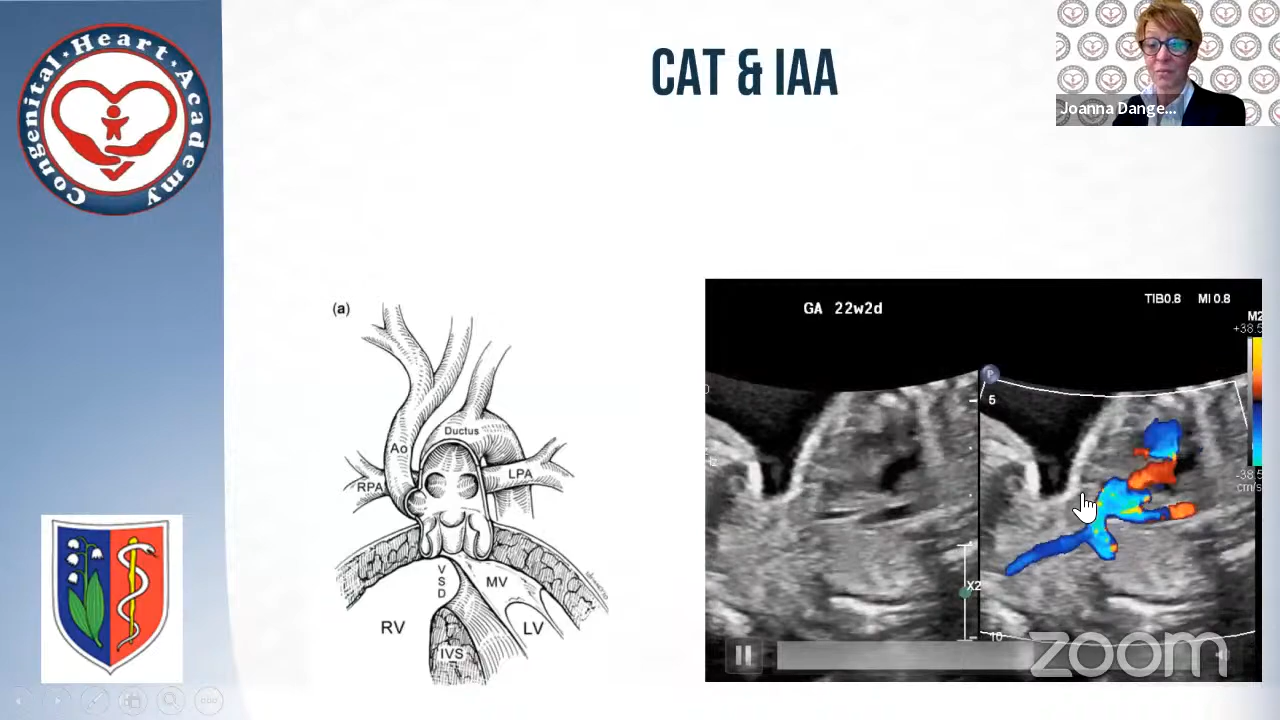 Congenital · Heart · Academy
CAT & IAA
Joanna Dange...
(a)
Ductus
Ao
RPA
LPA
V
S
D
MV
RV
LV
IVS
GA 22w2d
TIB0.8 MI 0.8
M2
+38.5
-38.5
cm/s
P
5
X2
10
zoom